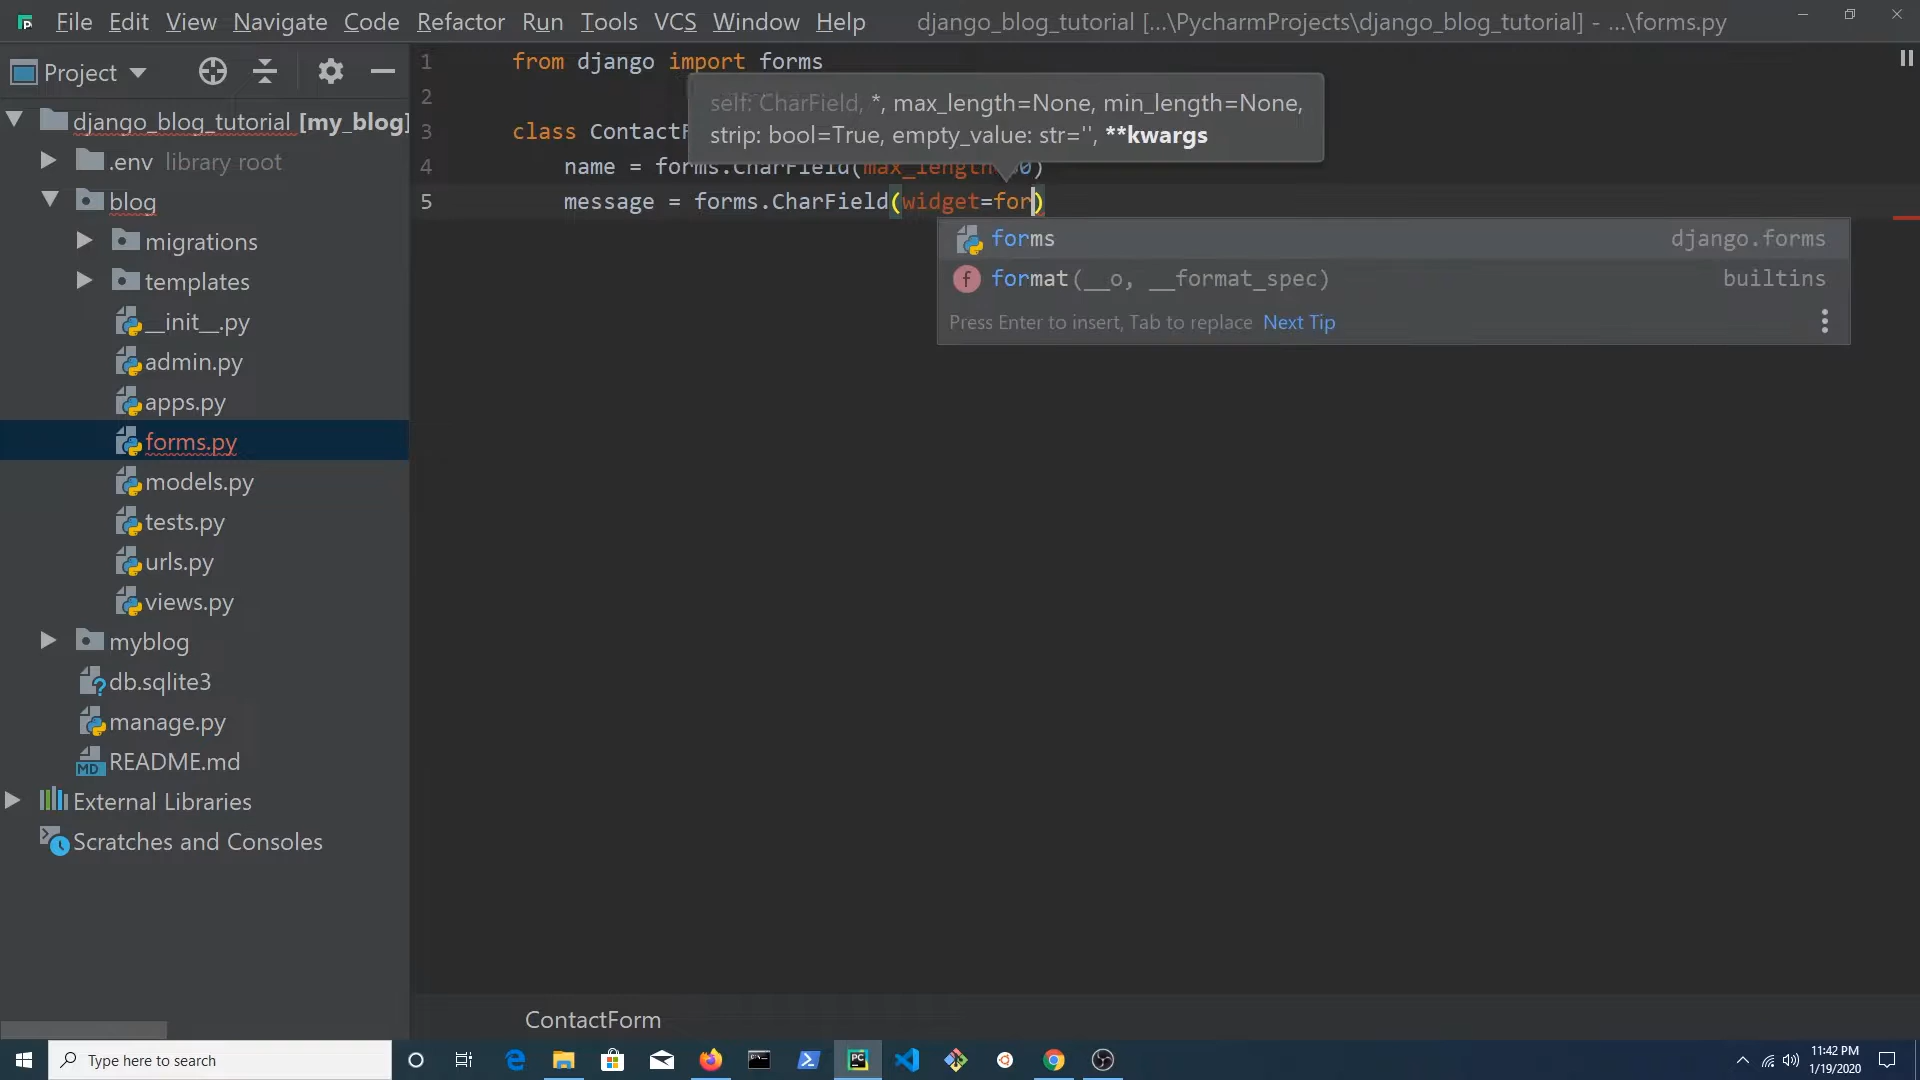 File Edit View Navigate Code Refactor Run Tools VCS Window Help django_blog_tutorial [...\PycharmProjects\django_blog_tutorial] - ...\forms.py
Project
django_blog_tutorial [my_blog]
.env library root
blog
migrations
templates
__init__.py
admin.py
apps.py
forms.py
models.py
tests.py
urls.py
views.py
myblog
db.sqlite3
manage.py
README.md
External Libraries
Scratches and Consoles
1 from django import forms
2
self: CharField, *, max_length=None, min_length=None,
strip: bool=True, empty_value: str='', **kwargs
3 class ContactF
4 name = forms.CharField(max_length 0)
5 message = forms.CharField(widget=for)
forms django.forms
format(__o, __format_spec) builtins
Press Enter to insert, Tab to replace Next Tip
ContactForm
Type here to search
11:42 PM
1/19/2020